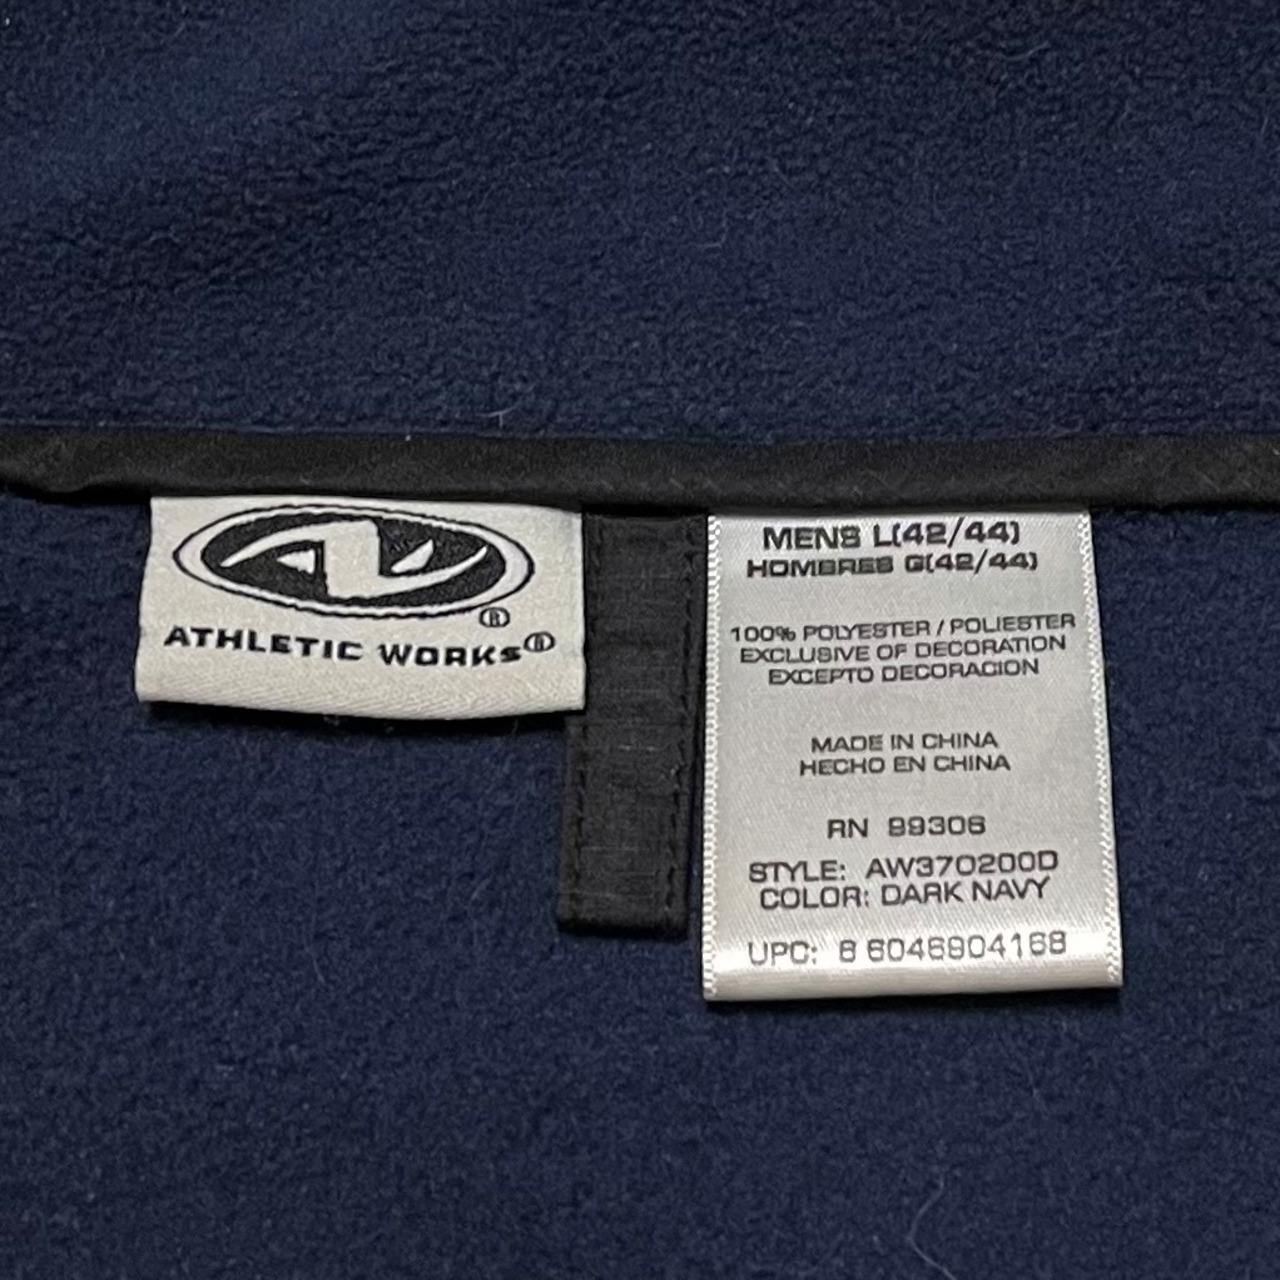 ATHLETIC WORKS®
MENS L(42/44)
HOMBRES G(42/44)
100% POLYESTER / POLIESTER
EXCLUSIVE OF DECORATION
EXCEPTO DECORACION
MADE IN CHINA
HECHO EN CHINA
RN 99306
STYLE: AW370200D
COLOR: DARK NAVY
UPC: 8 6046904168